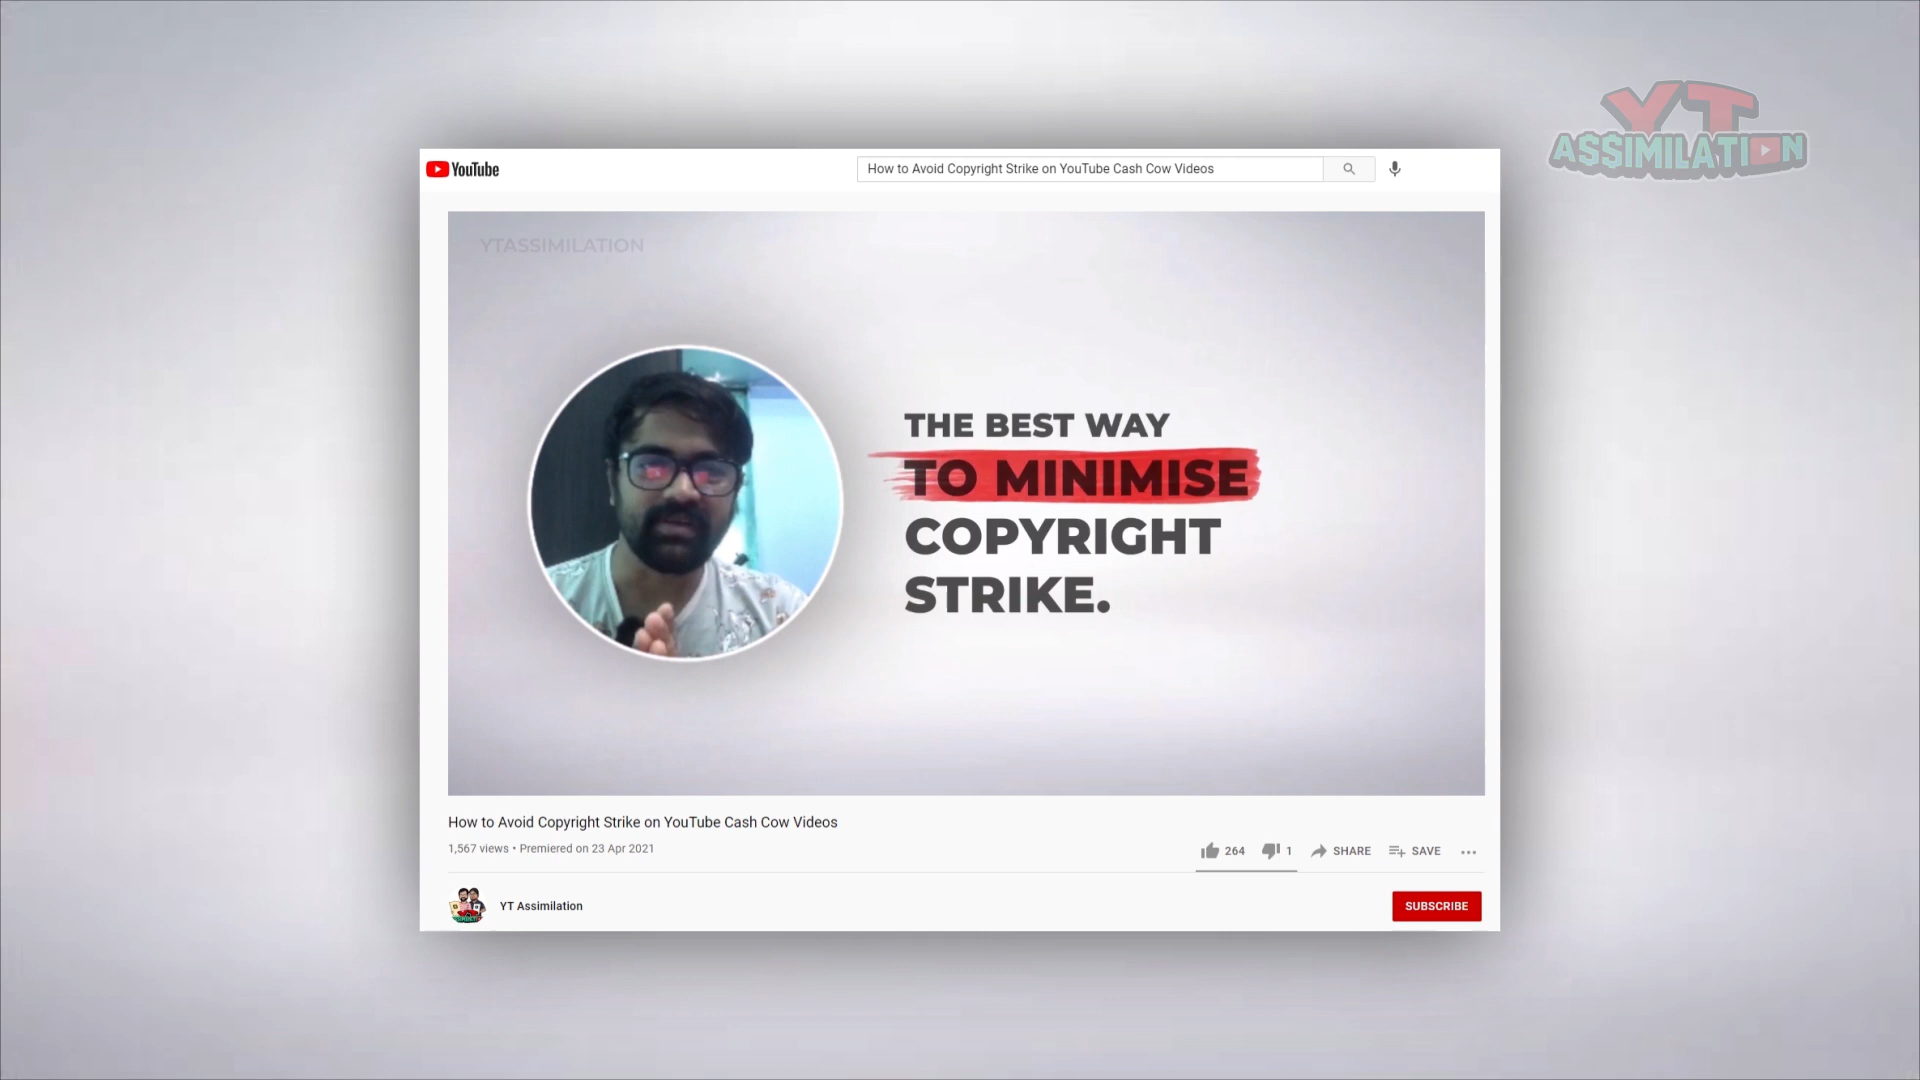 YT
A$$IMILATION
YouTube
How to Avoid Copyright Strike on YouTube Cash Cow Videos
YTASSIMILATION
THE BEST WAY
TO MINIMISE
COPYRIGHT
STRIKE.
How to Avoid Copyright Strike on YouTube Cash Cow Videos
1,567 views • Premiered on 23 Apr 2021
264 1 SHARE SAVE
YT Assimilation
SUBSCRIBE